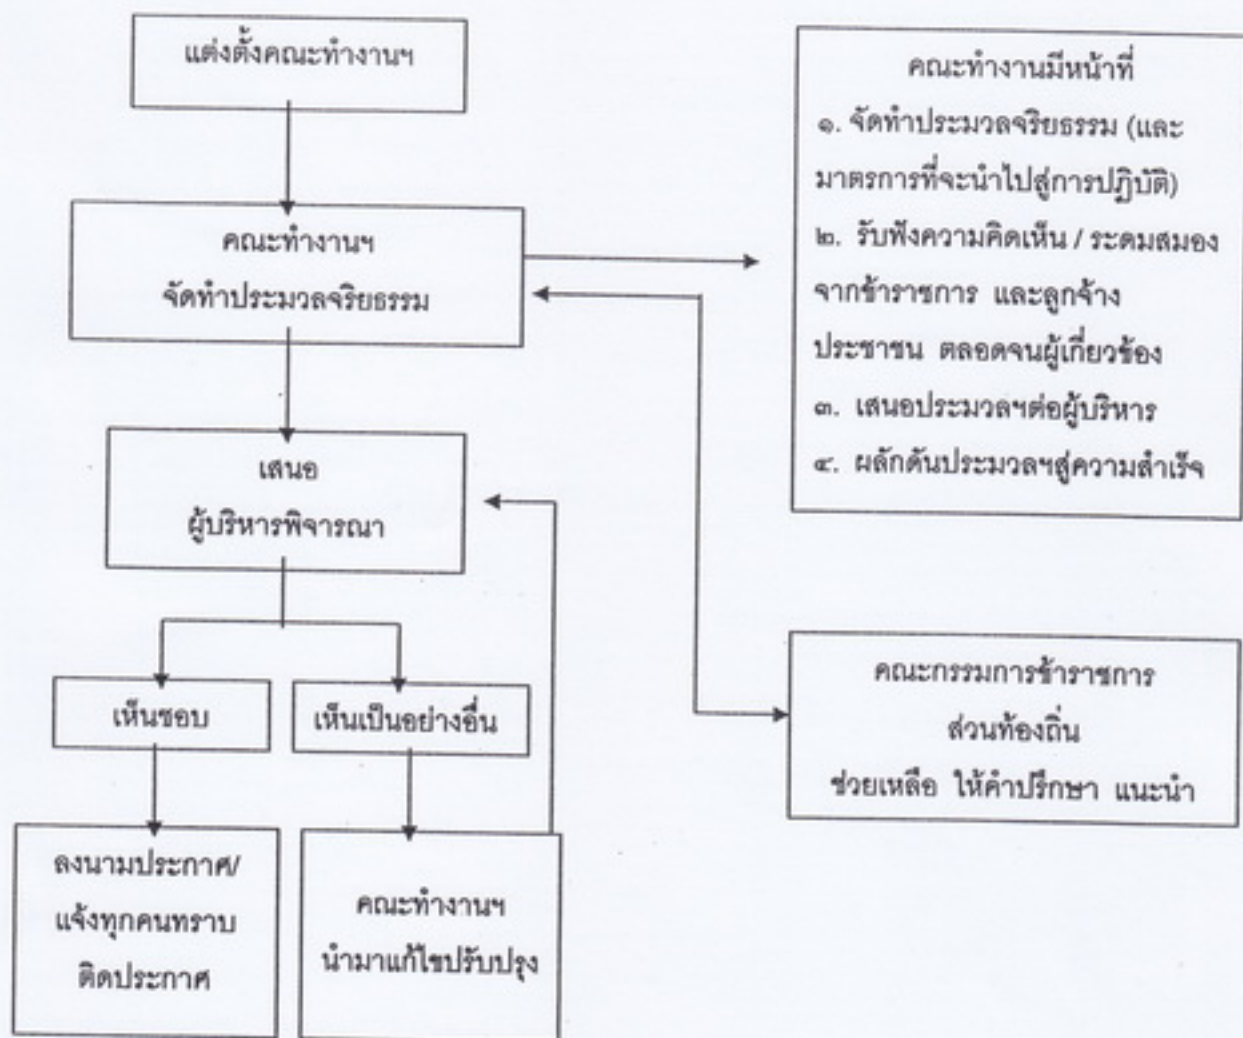 แต่งตั้งคณะทำงานฯ
คณะทำงานฯ
จัดทำประมวลจริยธรรม
เสนอ
ผู้บริหารพิจารณา
เห็นชอบ
เห็นเป็นอย่างอื่น
ลงนามประกาศ/
แจ้งทุกคนทราบ
ติดประกาศ
คณะทำงานฯ
นำมาแก้ไขปรับปรุง
คณะทำงานมีหน้าที่
๑. จัดทำประมวลจริยธรรม (และ
มาตรการที่จะนำไปสู่การปฏิบัติ)
๒. รับฟังความคิดเห็น / ระดมสมอง
จากข้าราชการ และลูกจ้าง
ประชาชน ตลอดจนผู้เกี่ยวข้อง
๓. เสนอประมวลฯต่อผู้บริหาร
๔. ผลักดันประมวลฯสู่ความสำเร็จ
คณะกรรมการข้าราชการ
ส่วนท้องถิ่น
ช่วยเหลือ ให้คำปรึกษา แนะนำ